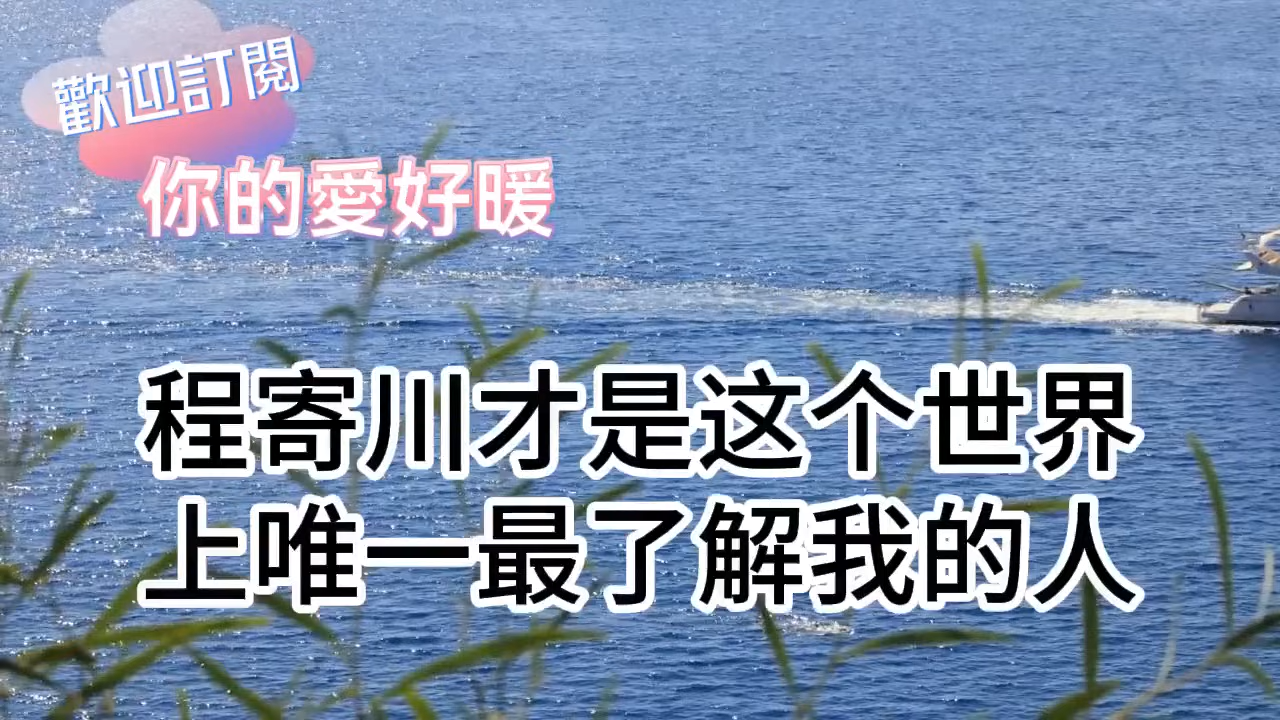 歡迎訂閱
你的愛好暖
程寄川才是这个世界
上唯一最了解我的人